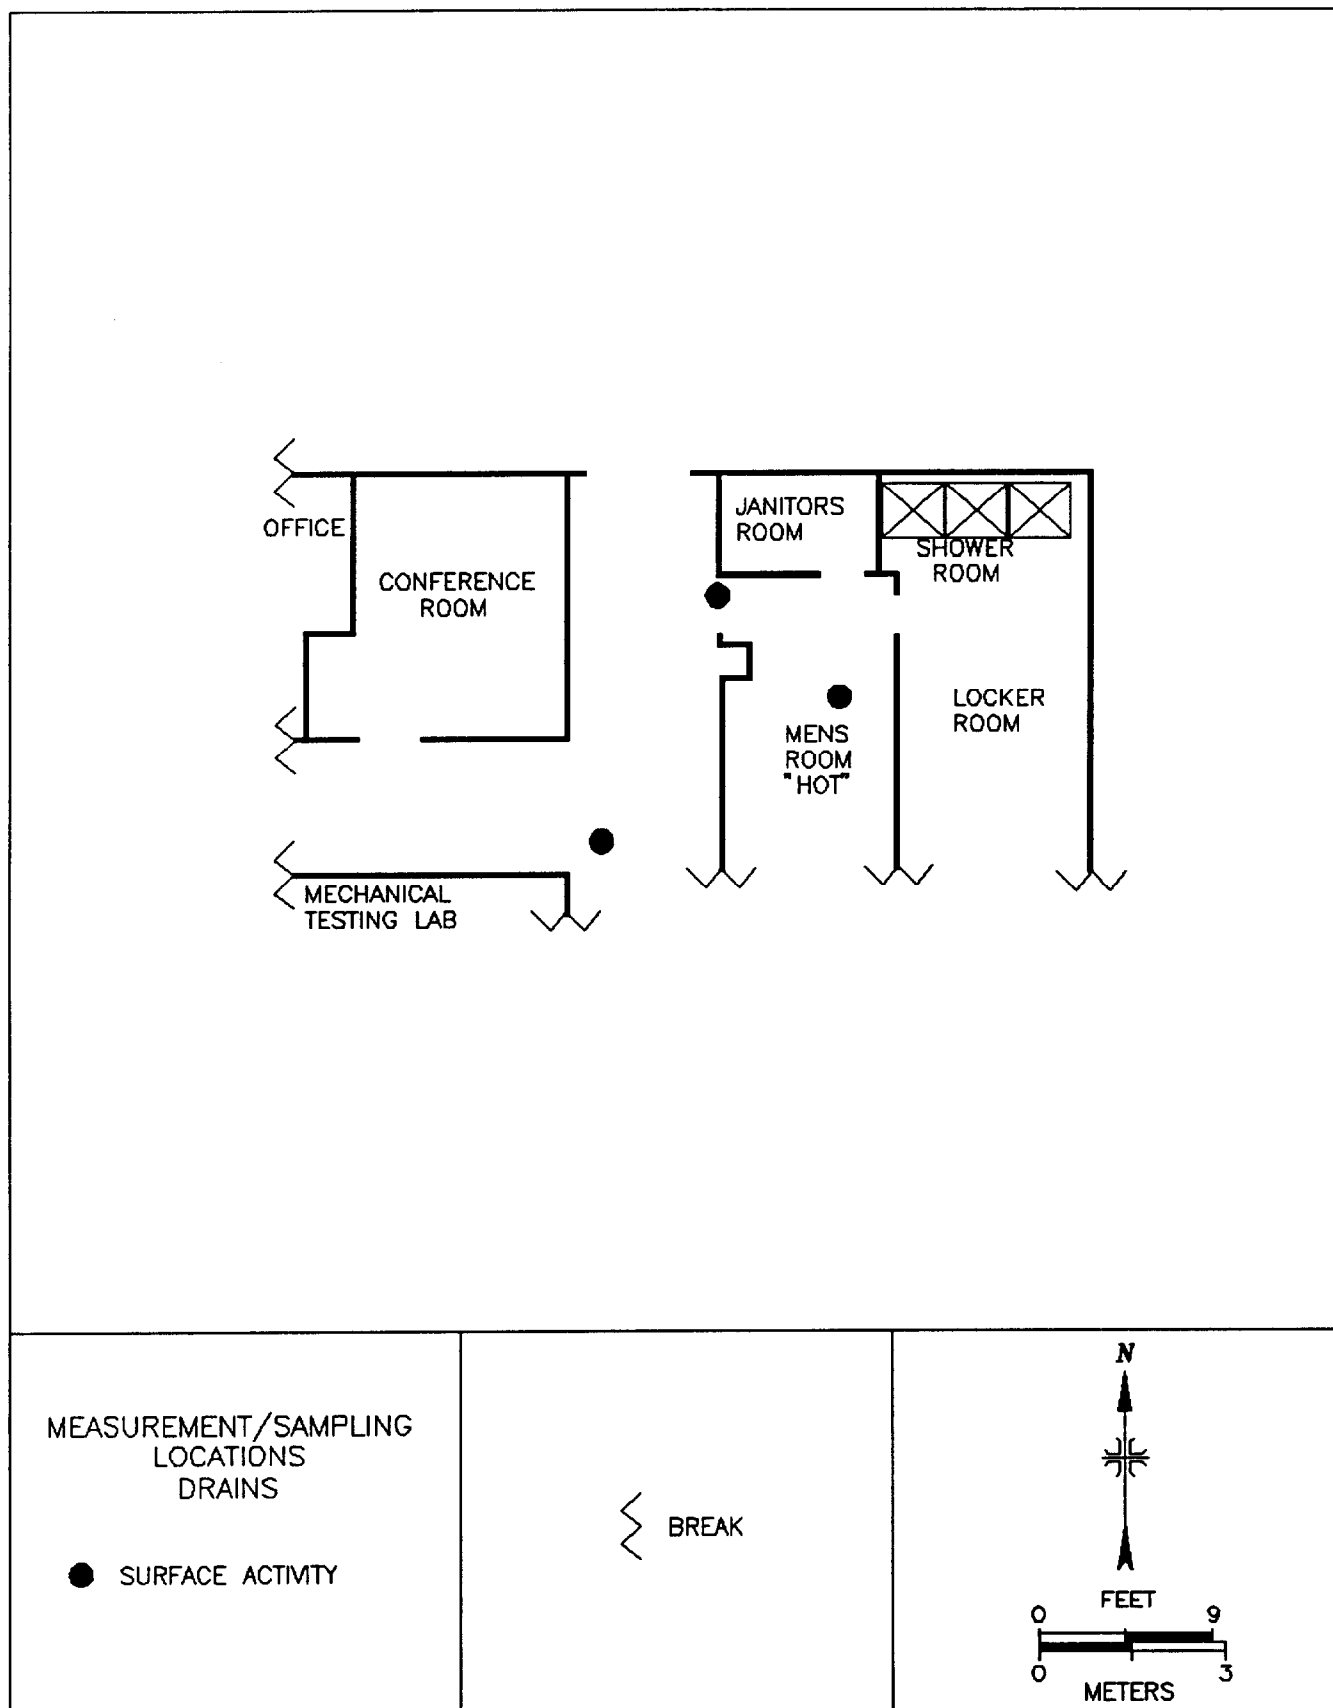 OFFICE
CONFERENCE
ROOM
JANITORS
ROOM
SHOWER
ROOM
LOCKER
ROOM
MENS
ROOM
"HOT"
MECHANICAL
TESTING LAB
MEASUREMENT/SAMPLING
LOCATIONS
DRAINS
SURFACE ACTIVITY
BREAK
N
FEET
0 9
0 3
METERS